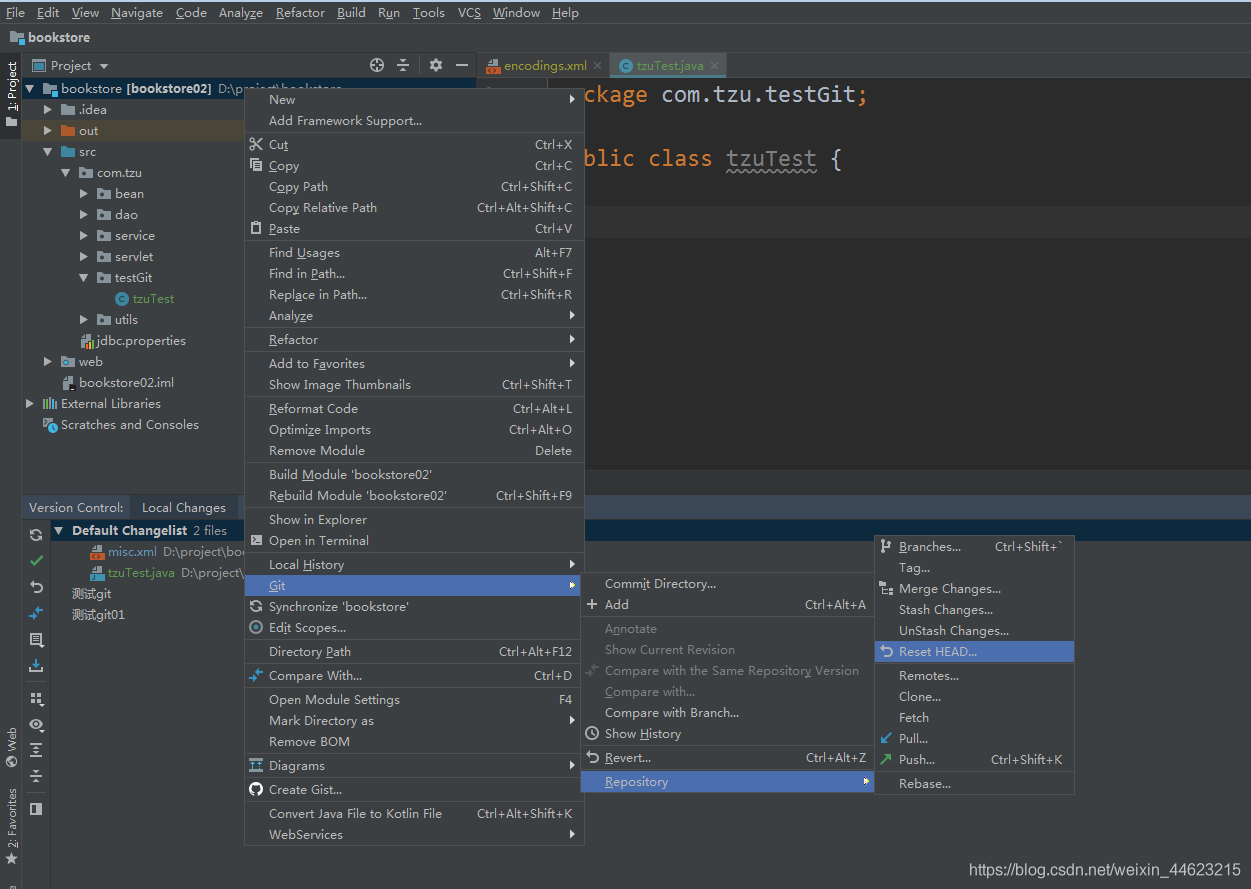 File Edit View Navigate Code Analyze Refactor Build Run Tools VCS Window Help
bookstore
1: Project
Project
encodings.xml
tzuTest.java
bookstore [bookstore02] D:\project\bookstore
.idea
out
src
com.tzu
bean
dao
service
servlet
testGit
tzuTest
utils
jdbc.properties
web
bookstore02.iml
External Libraries
Scratches and Consoles
ckage com.tzu.testGit;
blic class tzuTest {
New
Add Framework Support...
Cut Ctrl+X
Copy Ctrl+C
Copy Path Ctrl+Shift+C
Copy Relative Path Ctrl+Alt+Shift+C
Paste Ctrl+V
Find Usages Alt+F7
Find in Path... Ctrl+Shift+F
Replace in Path... Ctrl+Shift+R
Analyze
Refactor
Add to Favorites
Show Image Thumbnails Ctrl+Shift+T
Reformat Code Ctrl+Alt+L
Optimize Imports Ctrl+Alt+O
Remove Module Delete
Build Module 'bookstore02'
Rebuild Module 'bookstore02' Ctrl+Shift+F9
Show in Explorer
Open in Terminal
Local History
Git
Synchronize 'bookstore'
Edit Scopes...
Directory Path Ctrl+Alt+F12
Compare With... Ctrl+D
Open Module Settings F4
Mark Directory as
Remove BOM
Diagrams
Create Gist...
Convert Java File to Kotlin File Ctrl+Alt+Shift+K
WebServices
Version Control: Local Changes
Default Changelist 2 files
misc.xml D:\project\boo
tzuTest.java D:\project\
测试git
测试git01
Web
2: Favorites
Commit Directory...
Add Ctrl+Alt+A
Annotate
Show Current Revision
Compare with the Same Repository Version
Compare with...
Compare with Branch...
Show History
Revert... Ctrl+Alt+Z
Repository
Branches... Ctrl+Shift+`
Tag...
Merge Changes...
Stash Changes...
UnStash Changes...
Reset HEAD...
Remotes...
Clone...
Fetch
Pull...
Push... Ctrl+Shift+K
Rebase...
https://blog.csdn.net/weixin_44623215